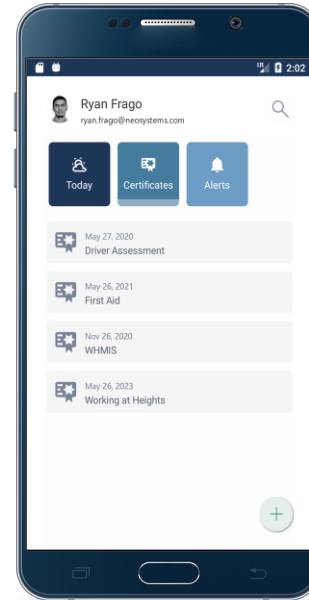 LTE 2:02
Ryan Frago
ryan.frago@neosystems.com
Today
Certificates
Alerts
May 27, 2020
Driver Assessment
May 26, 2021
First Aid
Nov 26, 2020
WHMIS
May 26, 2023
Working at Heights